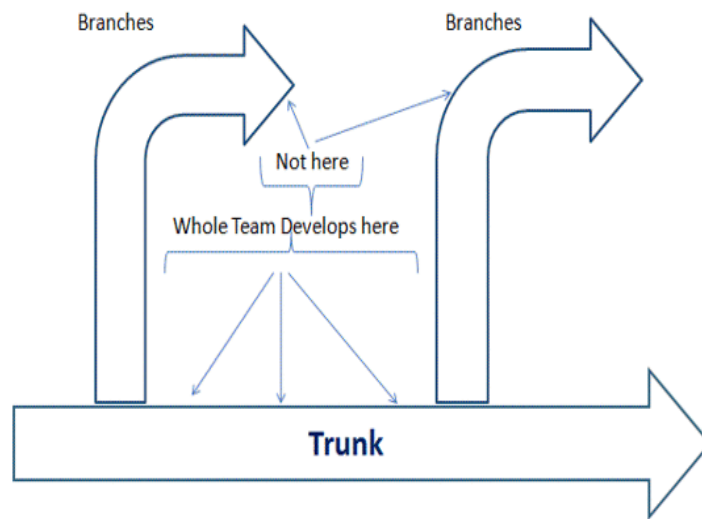 Branches
Branches
Not here
Whole Team Develops here
Trunk